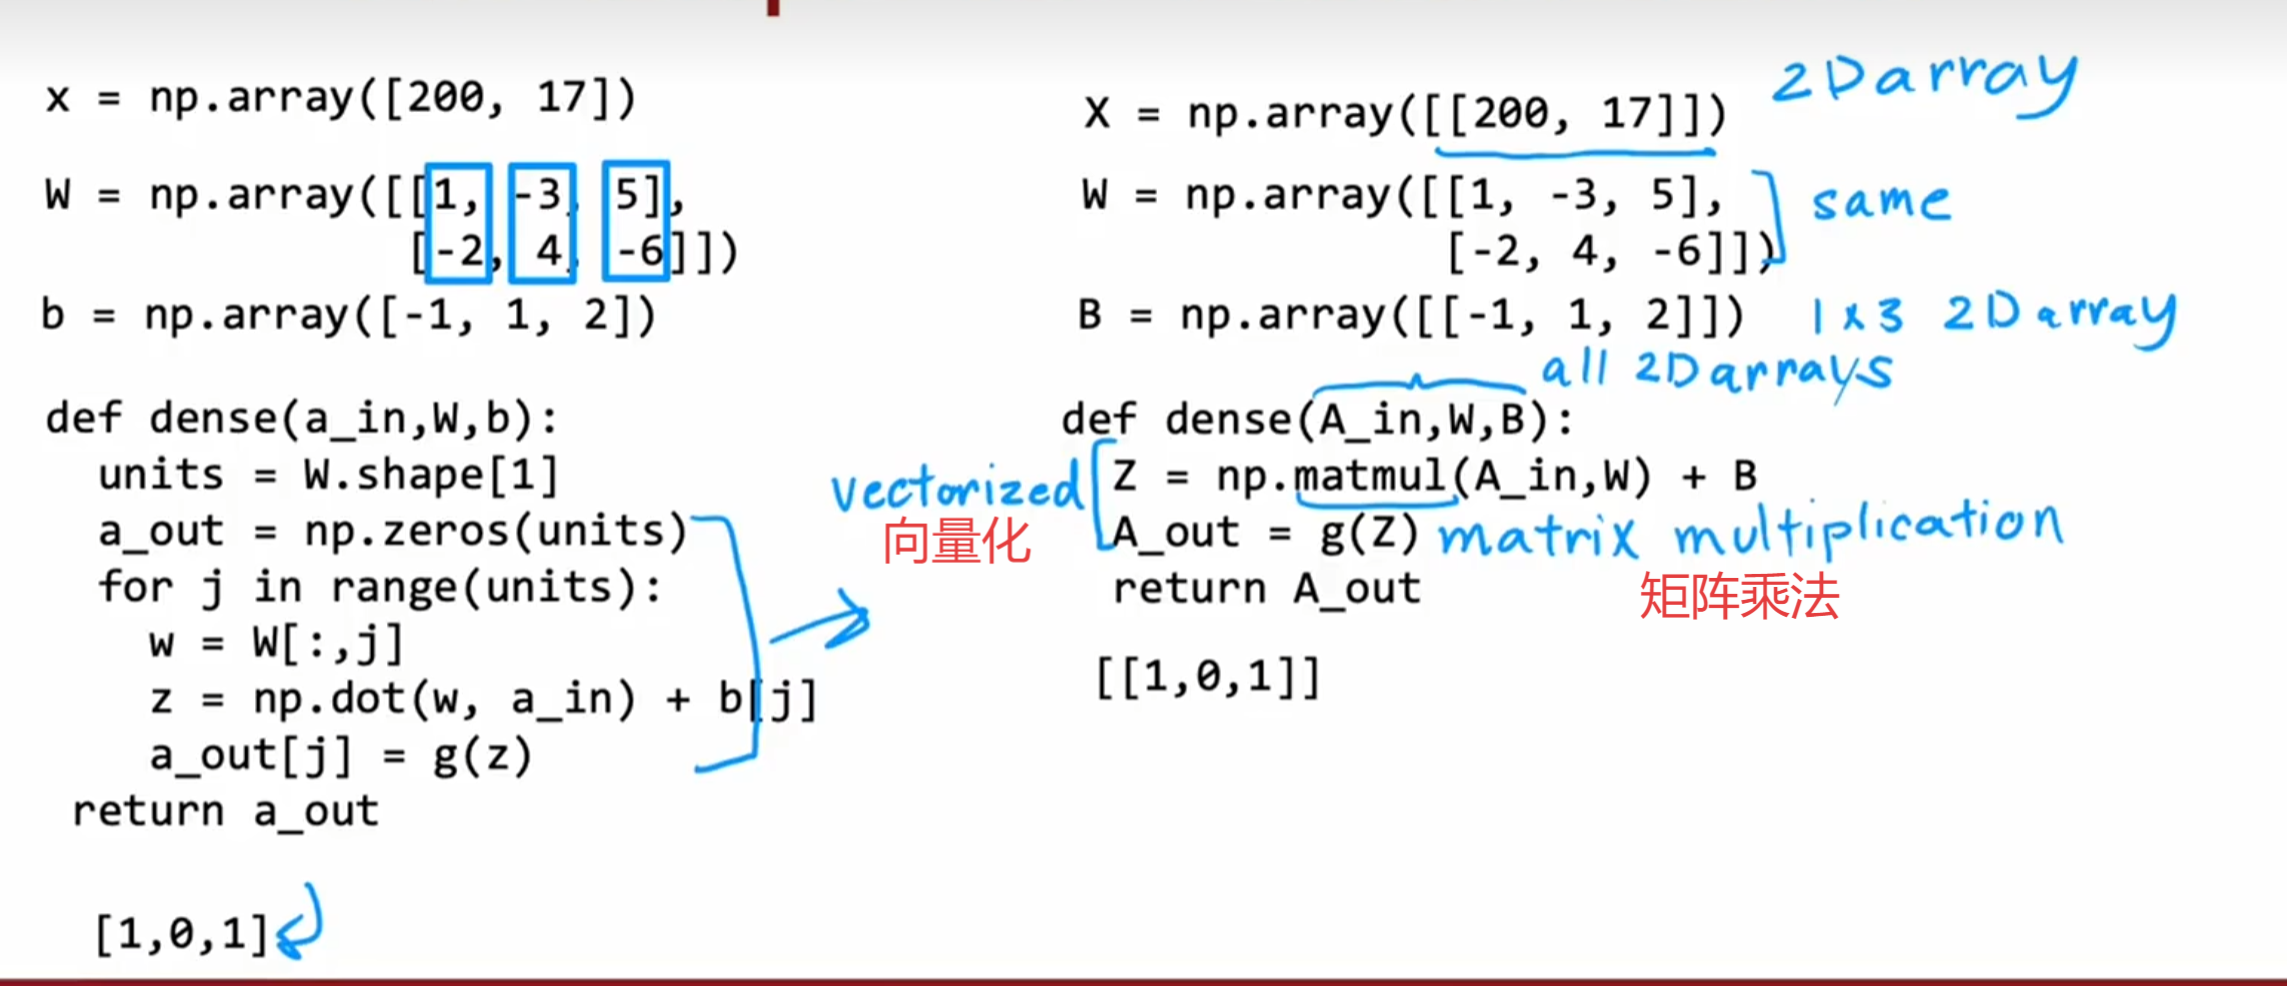 x = np.array([200, 17])
W = np.array([[1, -3, 5],
[-2, 4, -6]])
b = np.array([-1, 1, 2])
def dense(a_in,W,b):
units = W.shape[1]
a_out = np.zeros(units)
for j in range(units):
w = W[:,j]
z = np.dot(w, a_in) + b[j]
a_out[j] = g(z)
return a_out
[1,0,1]
X = np.array([[200, 17]]) 2D array
W = np.array([[1, -3, 5],
[-2, 4, -6]]) same
B = np.array([[-1, 1, 2]]) 1 x 3 2D array
all 2D arrays
def dense(A_in,W,B):
vectorized Z = np.matmul(A_in,W) + B
向量化 A_out = g(Z) matrix multiplication
return A_out 矩阵乘法
[[1,0,1]]